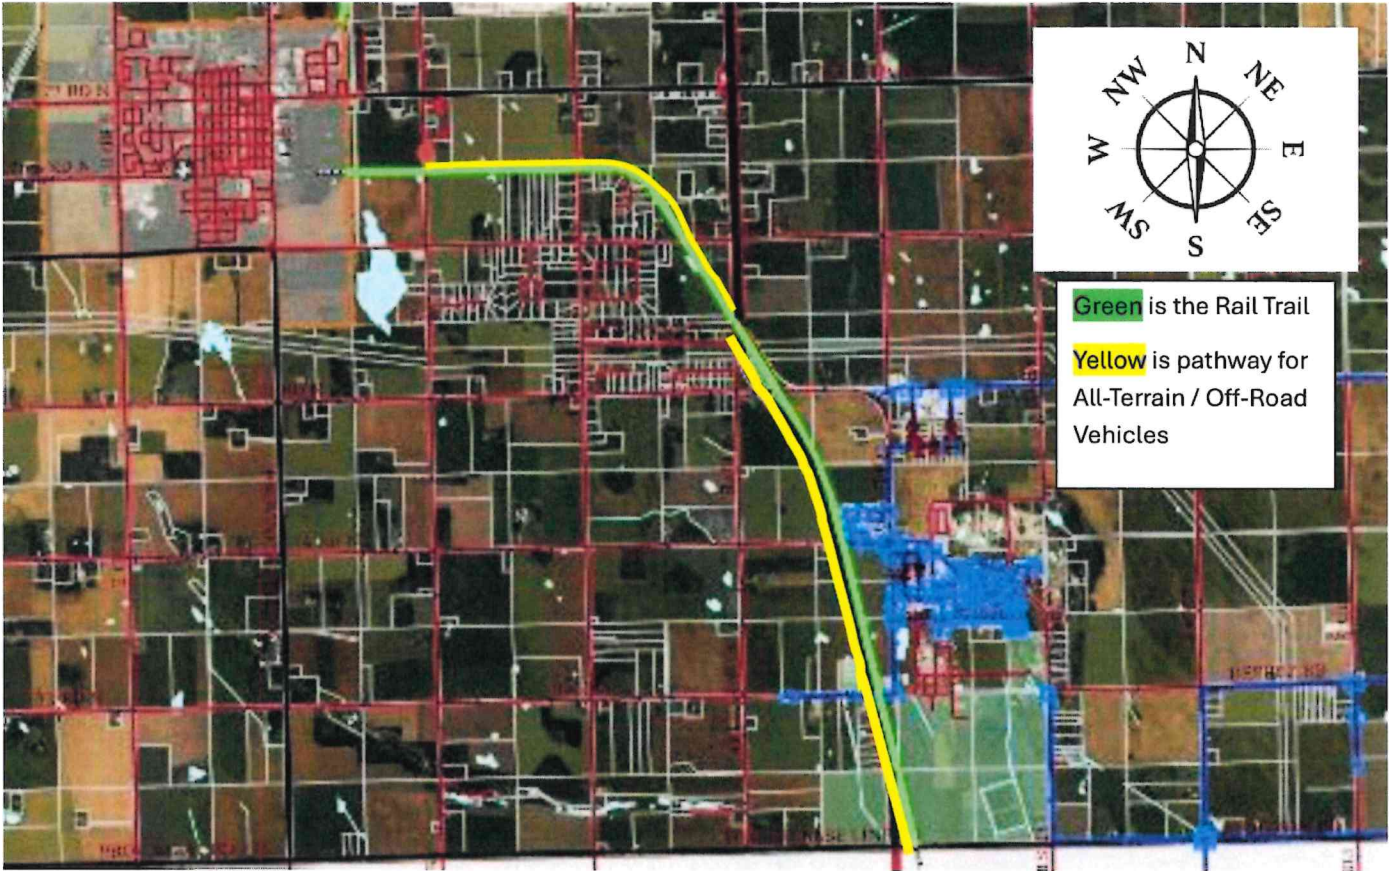 N
NW
NE
W
E
SW
SE
S
Green is the Rail Trail
Yellow is pathway for
All-Terrain / Off-Road
Vehicles